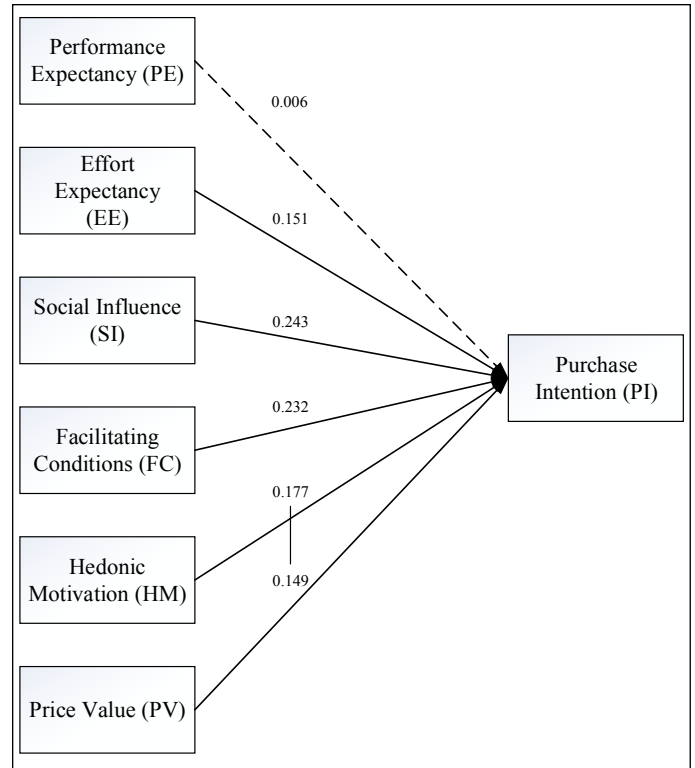 Performance
Expectancy (PE)
0.006
Effort
Expectancy
(EE)
0.151
Social Influence
(SI)
0.243
Purchase
Intention (PI)
Facilitating
Conditions (FC)
0.232
0.177
Hedonic
Motivation (HM)
0.149
Price Value (PV)